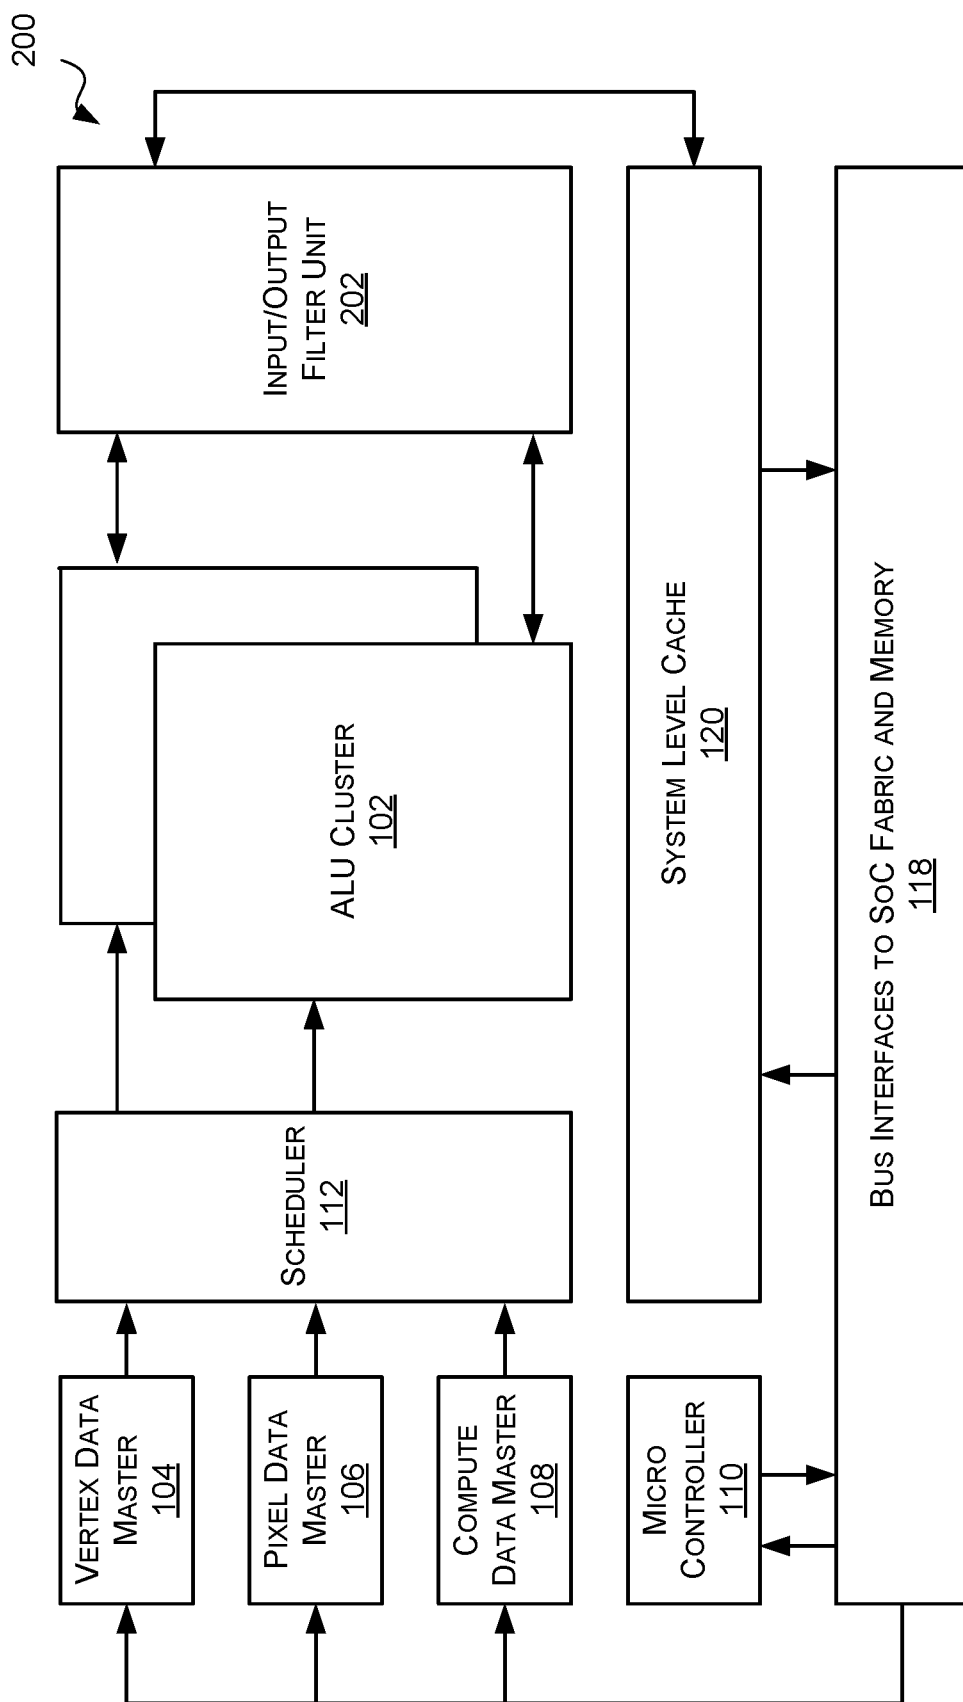 200
VERTEX DATA
MASTER
104
PIXEL DATA
MASTER
106
COMPUTE
DATA MASTER
108
MICRO
CONTROLLER
110
SCHEDULER
112
ALU CLUSTER
102
INPUT/OUTPUT
FILTER UNIT
202
SYSTEM LEVEL CACHE
120
BUS INTERFACES TO SOC FABRIC AND MEMORY
118